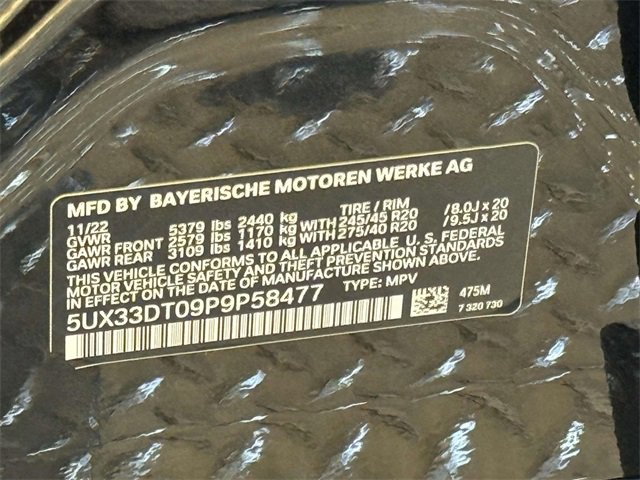 MFD BY BAYERISCHE MOTOREN WERKE AG
11/22 TIRE / RIM
GVWR 5379 lbs 2440 kg
GAWR FRONT 2579 lbs 1170 kg WITH 245/45 R20 / 8.0J x 20
GAWR REAR 3109 lbs 1410 kg WITH 275/40 R20 / 9.5J x 20
THIS VEHICLE CONFORMS TO ALL APPLICABLE U. S. FEDERAL
MOTOR VEHICLE SAFETY AND THEFT PREVENTION STANDARDS
IN EFFECT ON THE DATE OF MANUFACTURE SHOWN ABOVE.
5UX33DT09P9P58477 TYPE: MPV
475M
7 320 730